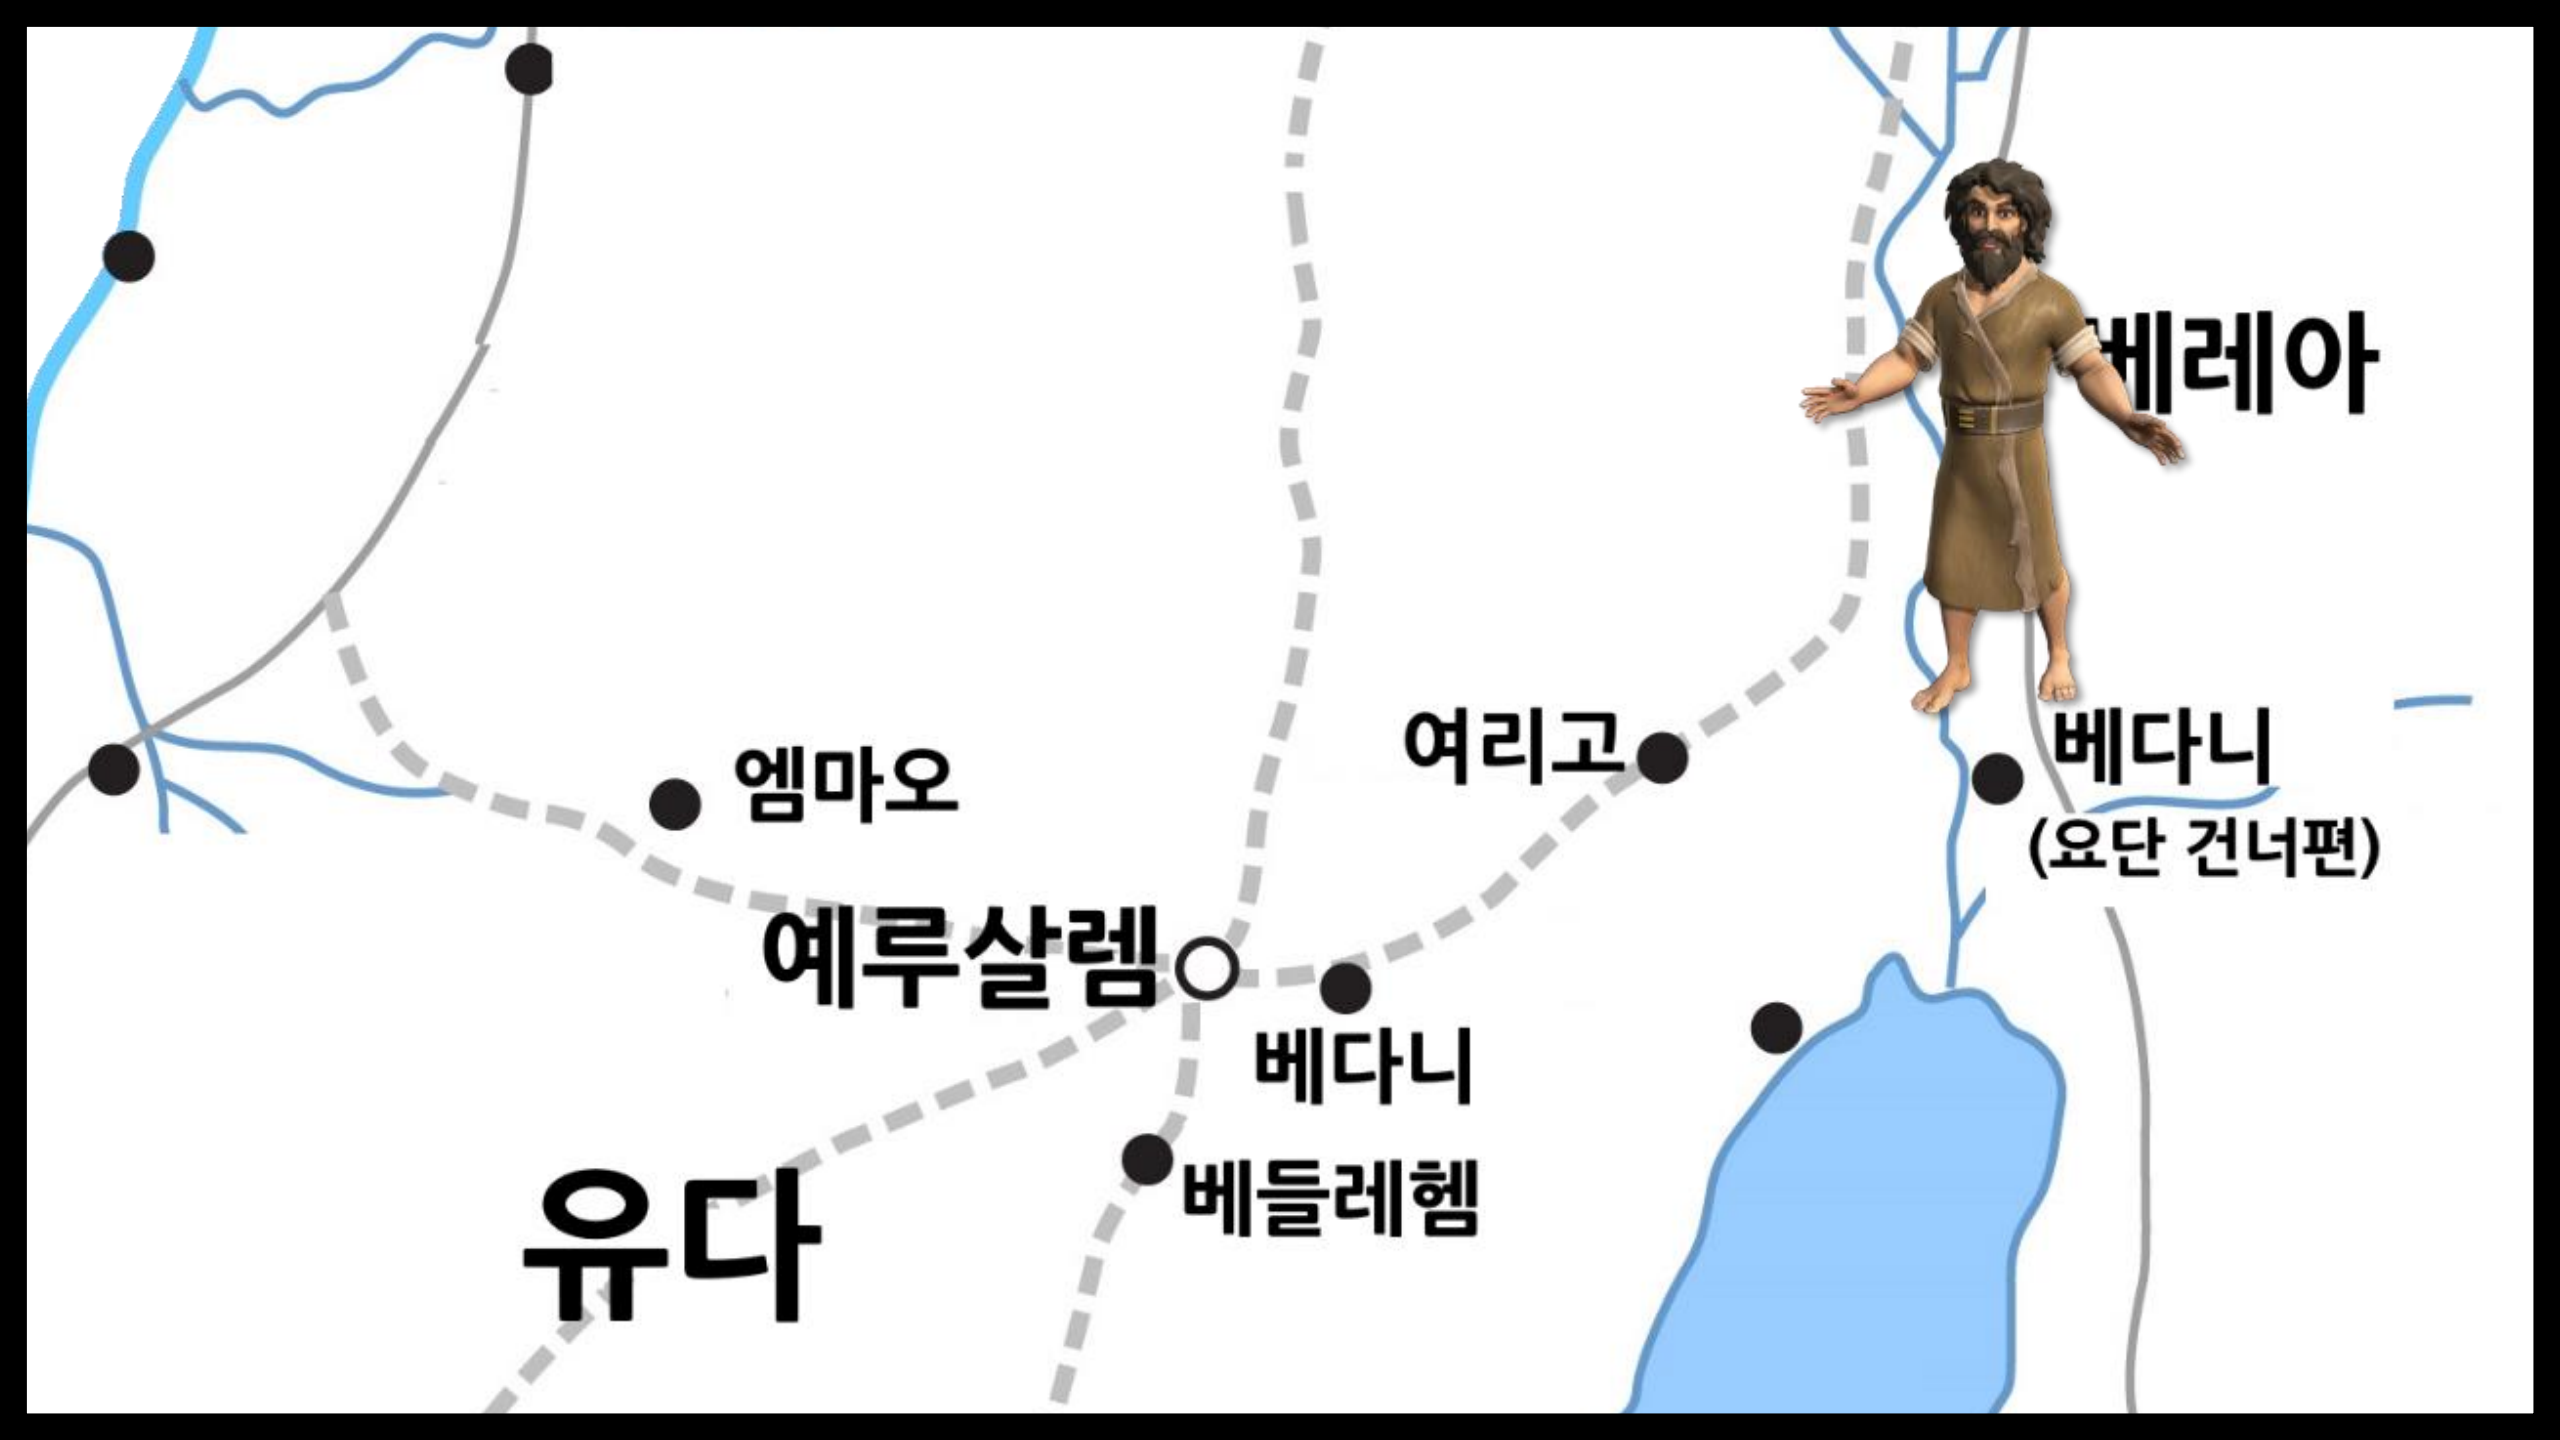 베레아
여리고
베다니
(요단 건너편)
엠마오
예루살렘
베다니
베들레헴
유다